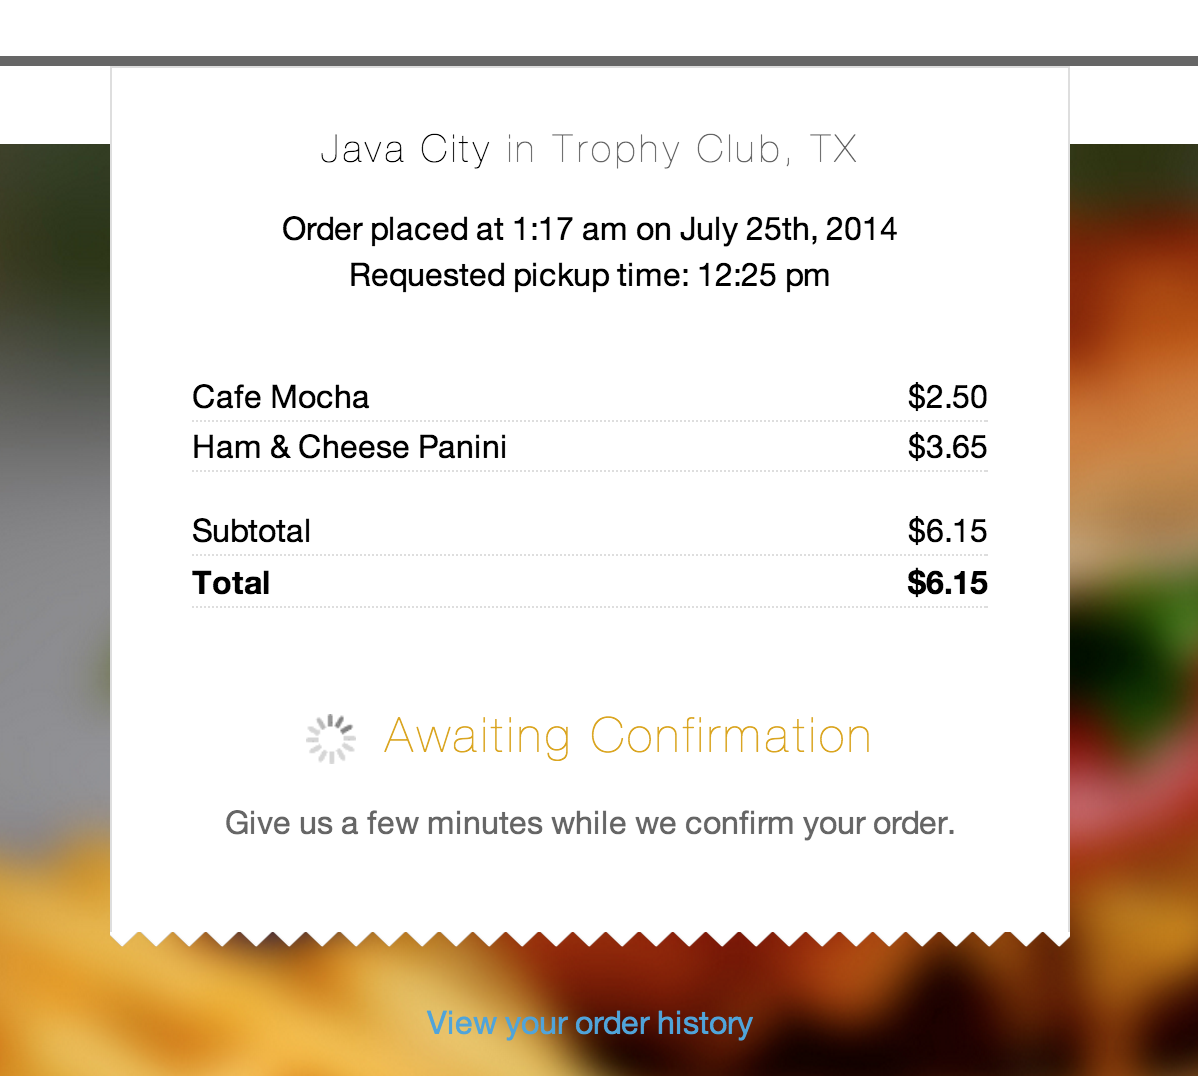 Java City in Trophy Club, TX
Order placed at 1:17 am on July 25th, 2014
Requested pickup time: 12:25 pm
Cafe Mocha $2.50
Ham & Cheese Panini $3.65
Subtotal $6.15
Total $6.15
Awaiting Confirmation
Give us a few minutes while we confirm your order.
View your order history